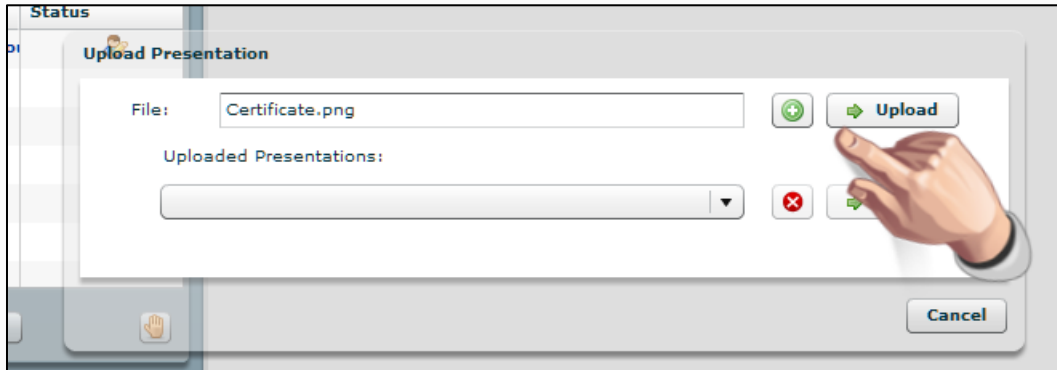 Status
Upload Presentation
File:
Certificate.png
Upload
Uploaded Presentations:
Cancel